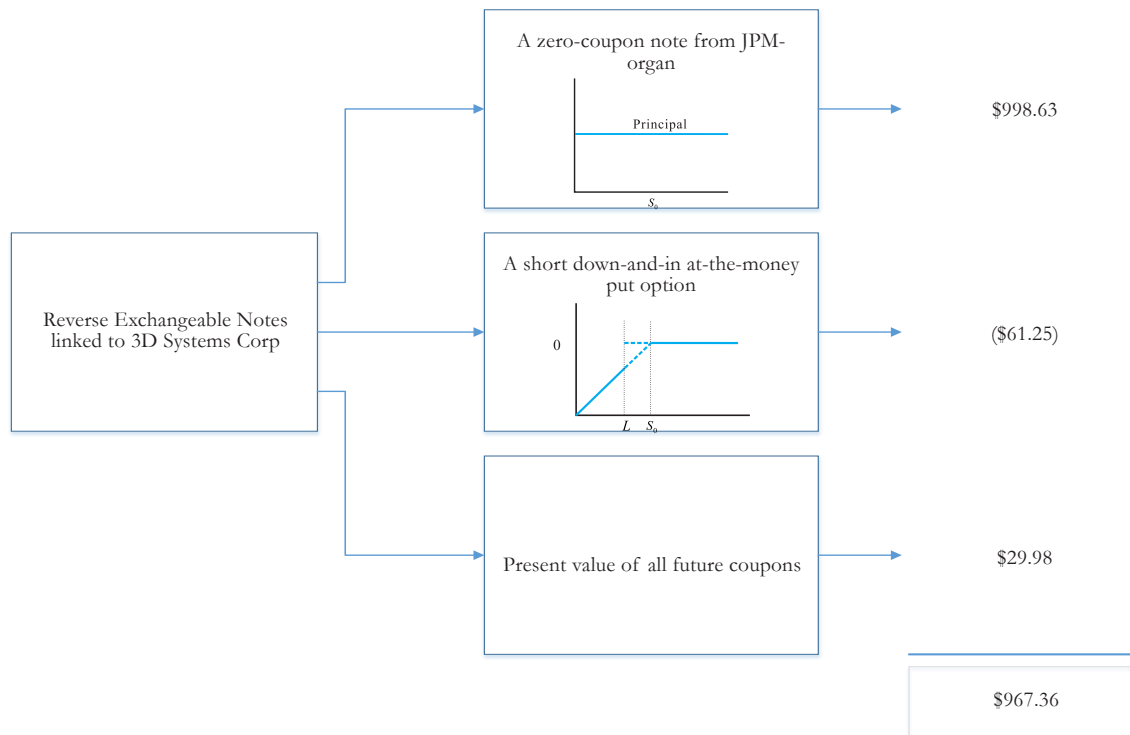 A zero-coupon note from JPM-
organ
Principal
S₀
$998.63
Reverse Exchangeable Notes
linked to 3D Systems Corp
A short down-and-in at-the-money
put option
0
L S₀
($61.25)
Present value of all future coupons
$29.98
$967.36